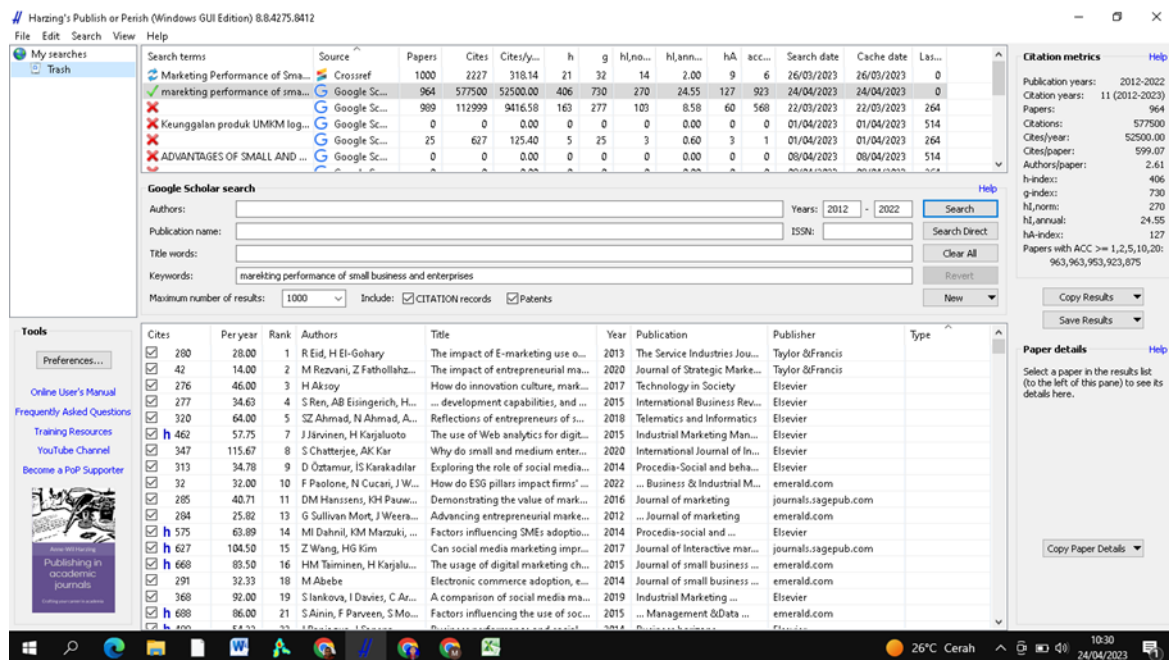 Harzing's Publish or Perish (Windows GUI Edition) 8.8.4275.8412
File Edit Search View Help
My searches
Trash
Search terms Source Papers Cites Cites/y... h g hI,no... hI,ann... hA acc... Search date Cache date Las...
Marketing Performance of Sma... Crossref 1000 2227 318.14 21 32 14 2.00 9 6 26/03/2023 26/03/2023 0
marekting performance of sma... Google Sc... 964 577500 52500.00 406 730 270 24.55 127 923 24/04/2023 24/04/2023 0
Google Sc... 989 112999 9416.58 163 277 103 8.58 60 568 22/03/2023 22/03/2023 264
Keunggalan produk UMKM log... Google Sc... 0 0 0.00 0 0 0 0.00 0 0 01/04/2023 01/04/2023 514
Google Sc... 25 627 125.40 5 25 3 0.60 3 1 01/04/2023 01/04/2023 264
ADVANTAGES OF SMALL AND ... Google Sc... 0 0 0.00 0 0 0 0.00 0 0 08/04/2023 08/04/2023 514
Google Scholar search Help
Authors: Years: 2012 - 2022 Search
Publication name: ISSN: Search Direct
Title words: Clear All
Keywords: marekting performance of small business and enterprises Revert
Maximum number of results: 1000 Include: CITATION records Patents New
Cites Per year Rank Authors Title Year Publication Publisher Type
280 28.00 1 R Eid, H El-Gohary The impact of E-marketing use o... 2013 The Service Industries Jou... Taylor &Francis
42 14.00 2 M Rezvani, Z Fathollahz... The impact of entrepreneurial ma... 2020 Journal of Strategic Marke... Taylor &Francis
276 46.00 3 H Aksoy How do innovation culture, mark... 2017 Technology in Society Elsevier
277 34.63 4 S Ren, AB Eisingerich, H... ... development capabilities, and ... 2015 International Business Rev... Elsevier
320 64.00 5 SZ Ahmad, N Ahmad, A... Reflections of entrepreneurs of s... 2018 Telematics and Informatics Elsevier
h 462 57.75 7 J Järvinen, H Karjaluoto The use of Web analytics for digit... 2015 Industrial Marketing Man... Elsevier
347 115.67 8 S Chatterjee, AK Kar Why do small and medium enter... 2020 International Journal of In... Elsevier
313 34.78 9 D Öztamur, İS Karakadılar Exploring the role of social media... 2014 Procedia-Social and beha... Elsevier
32 32.00 10 F Paolone, N Cucari, J W... How do ESG pillars impact firms' ... 2022 ... Business & Industrial M... emerald.com
285 40.71 11 DM Hanssens, KH Pauw... Demonstrating the value of mark... 2016 Journal of marketing journals.sagepub.com
284 25.82 13 G Sullivan Mort, J Weera... Advancing entrepreneurial marke... 2012 ... Journal of marketing emerald.com
h 575 63.89 14 MI Dahnil, KM Marzuki, ... Factors influencing SMEs adoptio... 2014 Procedia-social and ... Elsevier
h 627 104.50 15 Z Wang, HG Kim Can social media marketing impr... 2017 Journal of Interactive mar... journals.sagepub.com
h 668 83.50 16 HM Taiminen, H Karjalu... The usage of digital marketing ch... 2015 Journal of small business ... emerald.com
291 32.33 18 M Abebe Electronic commerce adoption, e... 2014 Journal of small business ... emerald.com
368 92.00 19 S Iankova, I Davies, C Ar... A comparison of social media ma... 2019 Industrial Marketing ... Elsevier
h 688 86.00 21 S Ainin, F Parveen, S Mo... Factors influencing the use of soc... 2015 ... Management &Data ... emerald.com
Tools
Preferences...
Online User's Manual
Frequently Asked Questions
Training Resources
YouTube Channel
Become a PoP Supporter
Anne-Wil Harzing
Publishing in
academic
journals
Citation metrics Help
Publication years: 2012-2022
Citation years: 11 (2012-2023)
Papers: 964
Citations: 577500
Cites/year: 52500.00
Cites/paper: 599.07
Authors/paper: 2.61
h-index: 406
g-index: 730
hI,norm: 270
hI,annual: 24.55
hA-index: 127
Papers with ACC >= 1,2,5,10,20:
963,963,953,923,875
Copy Results
Save Results
Paper details Help
Select a paper in the results list
(to the left of this pane) to see its
details here.
Copy Paper Details
26°C Cerah
10:30
24/04/2023